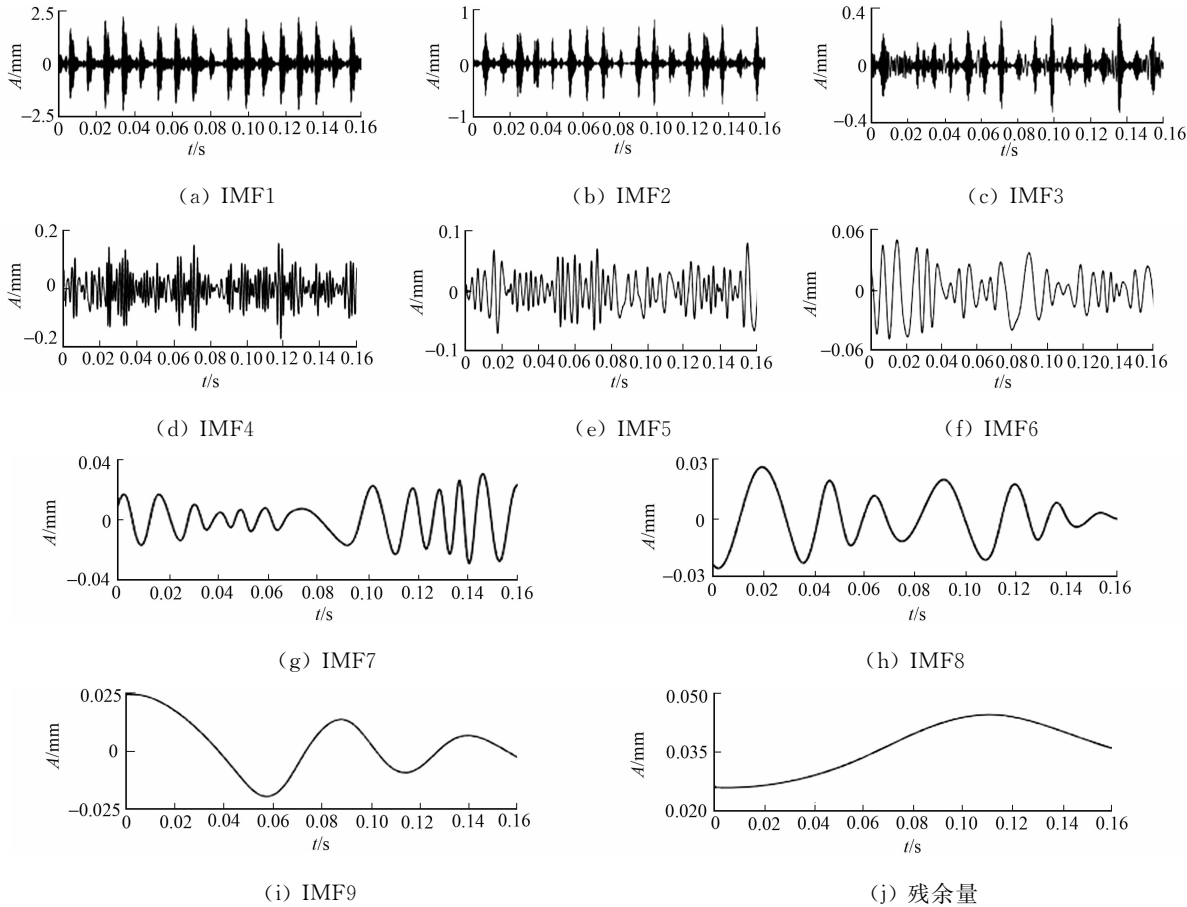 2.5
A/mm
0
−2.5
0 0.02 0.04 0.06 0.08 0.10 0.12 0.14 0.16
t/s
(a) IMF1
1
A/mm
0
−1
0 0.02 0.04 0.06 0.08 0.10 0.12 0.14 0.16
t/s
(b) IMF2
0.4
A/mm
0
−0.4
0 0.02 0.04 0.06 0.08 0.10 0.12 0.14 0.16
t/s
(c) IMF3
0.2
A/mm
0
−0.2
0 0.02 0.04 0.06 0.08 0.10 0.12 0.14 0.16
t/s
(d) IMF4
0.1
A/mm
0
−0.1
0 0.02 0.04 0.06 0.08 0.10 0.12 0.14 0.16
t/s
(e) IMF5
0.06
A/mm
0
−0.06
0 0.02 0.04 0.06 0.08 0.10 0.12 0.14 0.16
t/s
(f) IMF6
0.04
A/mm
0
−0.04
0 0.02 0.04 0.06 0.08 0.10 0.12 0.14 0.16
t/s
(g) IMF7
0.03
A/mm
0
−0.03
0 0.02 0.04 0.06 0.08 0.10 0.12 0.14 0.16
t/s
(h) IMF8
0.025
A/mm
0
−0.025
0 0.02 0.04 0.06 0.08 0.10 0.12 0.14 0.16
t/s
(i) IMF9
0.050
A/mm
0.035
0.020
0 0.02 0.04 0.06 0.08 0.10 0.12 0.14 0.16
t/s
(j) 残余量